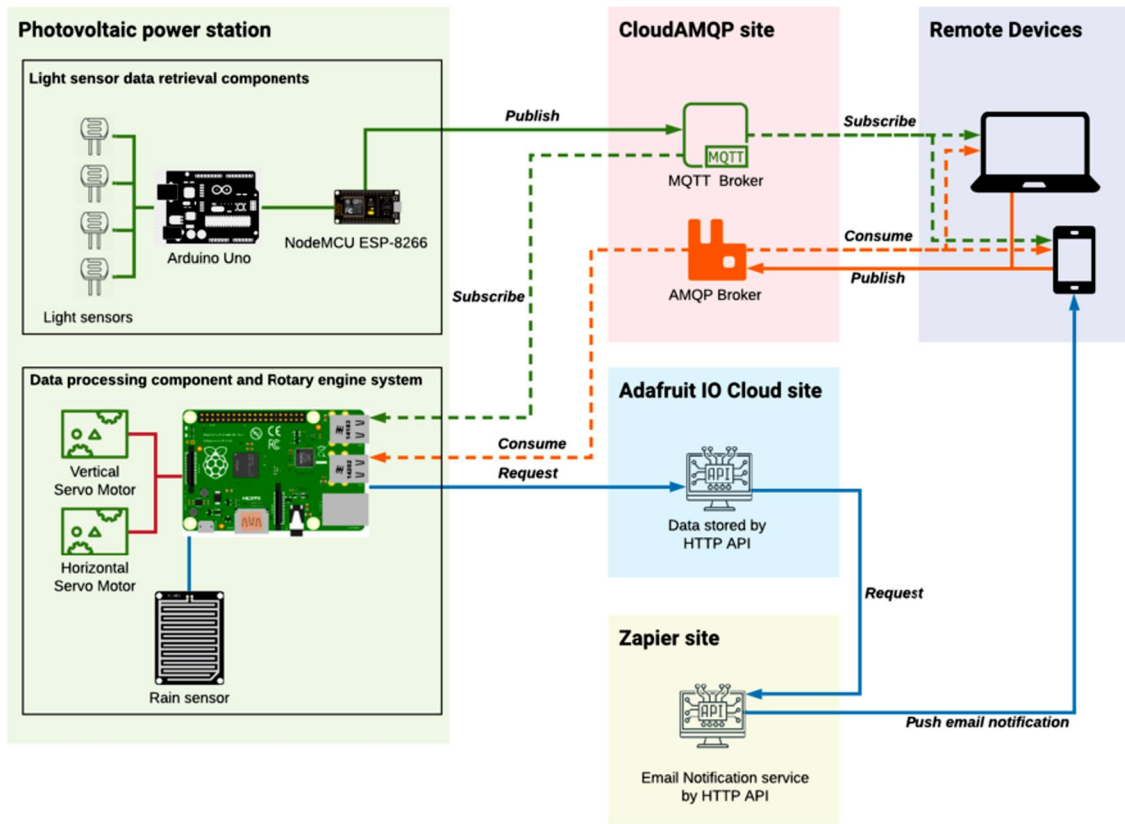 Photovoltaic power station
Light sensor data retrieval components
Light sensors
Arduino Uno
NodeMCU ESP-8266
Publish
Subscribe
Data processing component and Rotary engine system
Vertical
Servo Motor
Horizontal
Servo Motor
Rain sensor
Consume
Request
CloudAMQP site
MQTT
MQTT Broker
AMQP Broker
Subscribe
Consume
Publish
Remote Devices
Adafruit IO Cloud site
API
Data stored by
HTTP API
Request
Zapier site
API
Email Notification service
by HTTP API
Push email notification